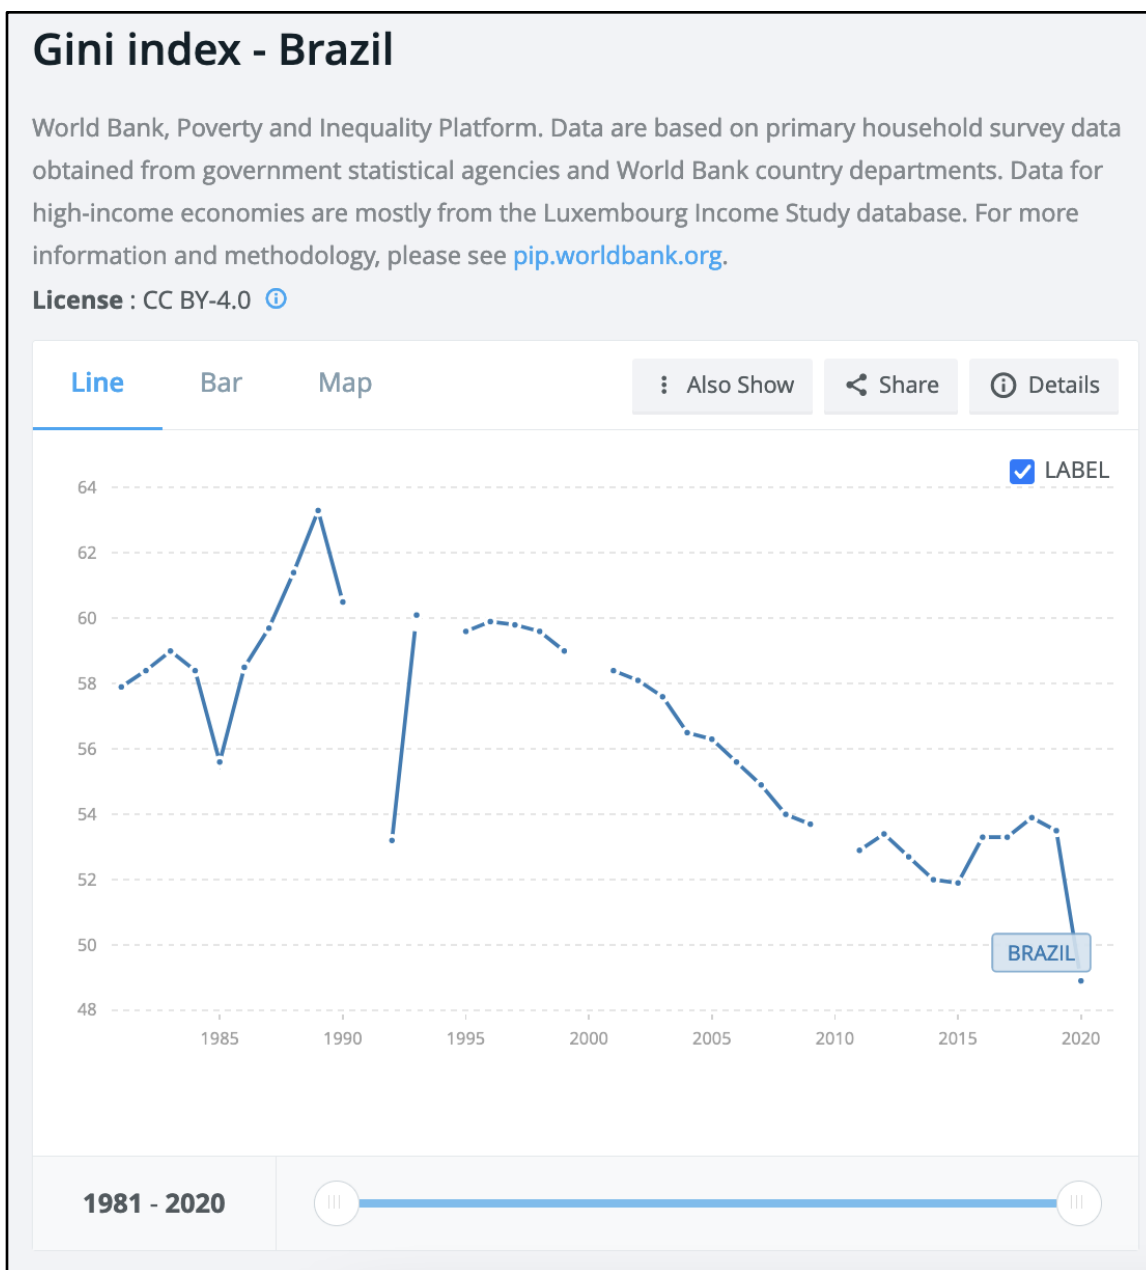 Gini index - Brazil
World Bank, Poverty and Inequality Platform. Data are based on primary household survey data
obtained from government statistical agencies and World Bank country departments. Data for
high-income economies are mostly from the Luxembourg Income Study database. For more
information and methodology, please see pip.worldbank.org.
License : CC BY-4.0
Line Bar Map Also Show Share Details
LABEL
64
62
60
58
56
54
52
50
BRAZIL
48
1985 1990 1995 2000 2005 2010 2015 2020
1981 - 2020